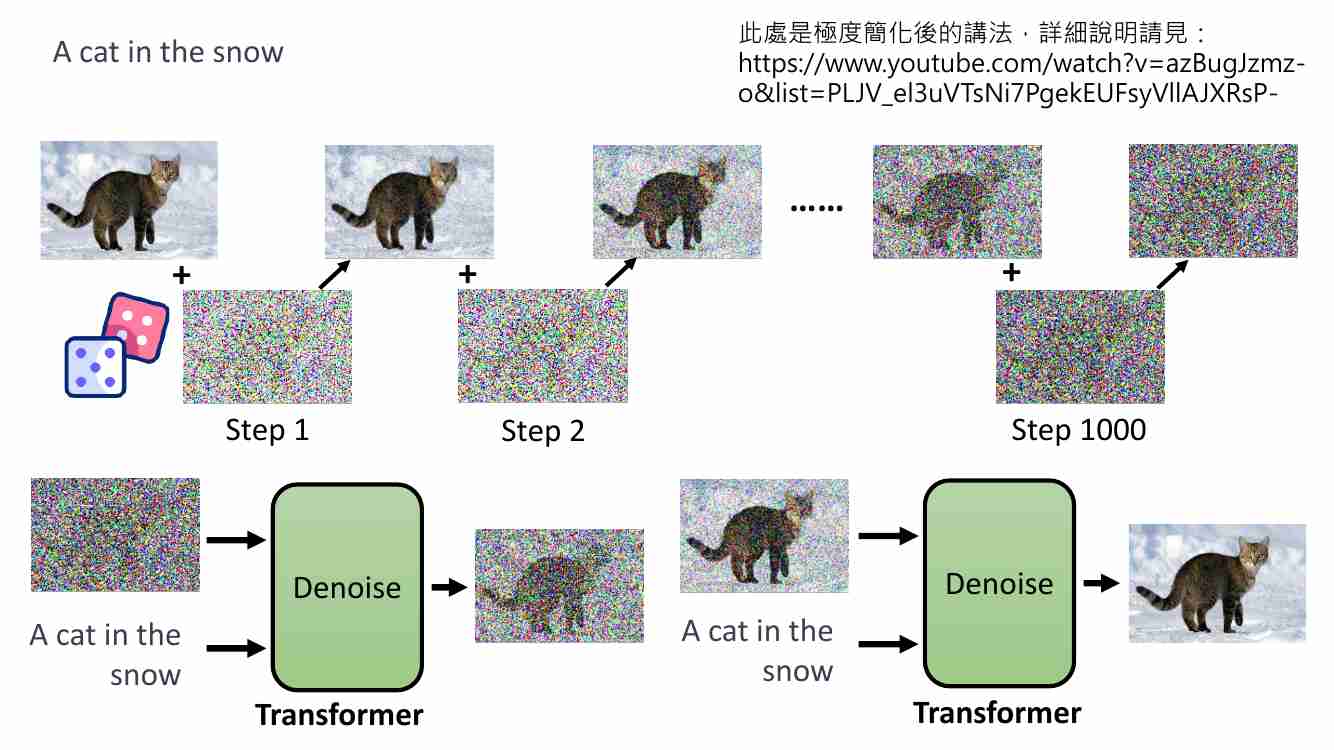 A cat in the snow
此處是極度簡化後的講法，詳細說明請見：
https://www.youtube.com/watch?v=azBugJzmz-
o&list=PLJV_el3uVTsNi7PgekEUFsyVllAJXRsP-
+
+
……
+
Step 1
Step 2
Step 1000
A cat in the
snow
Denoise
Transformer
A cat in the
snow
Denoise
Transformer